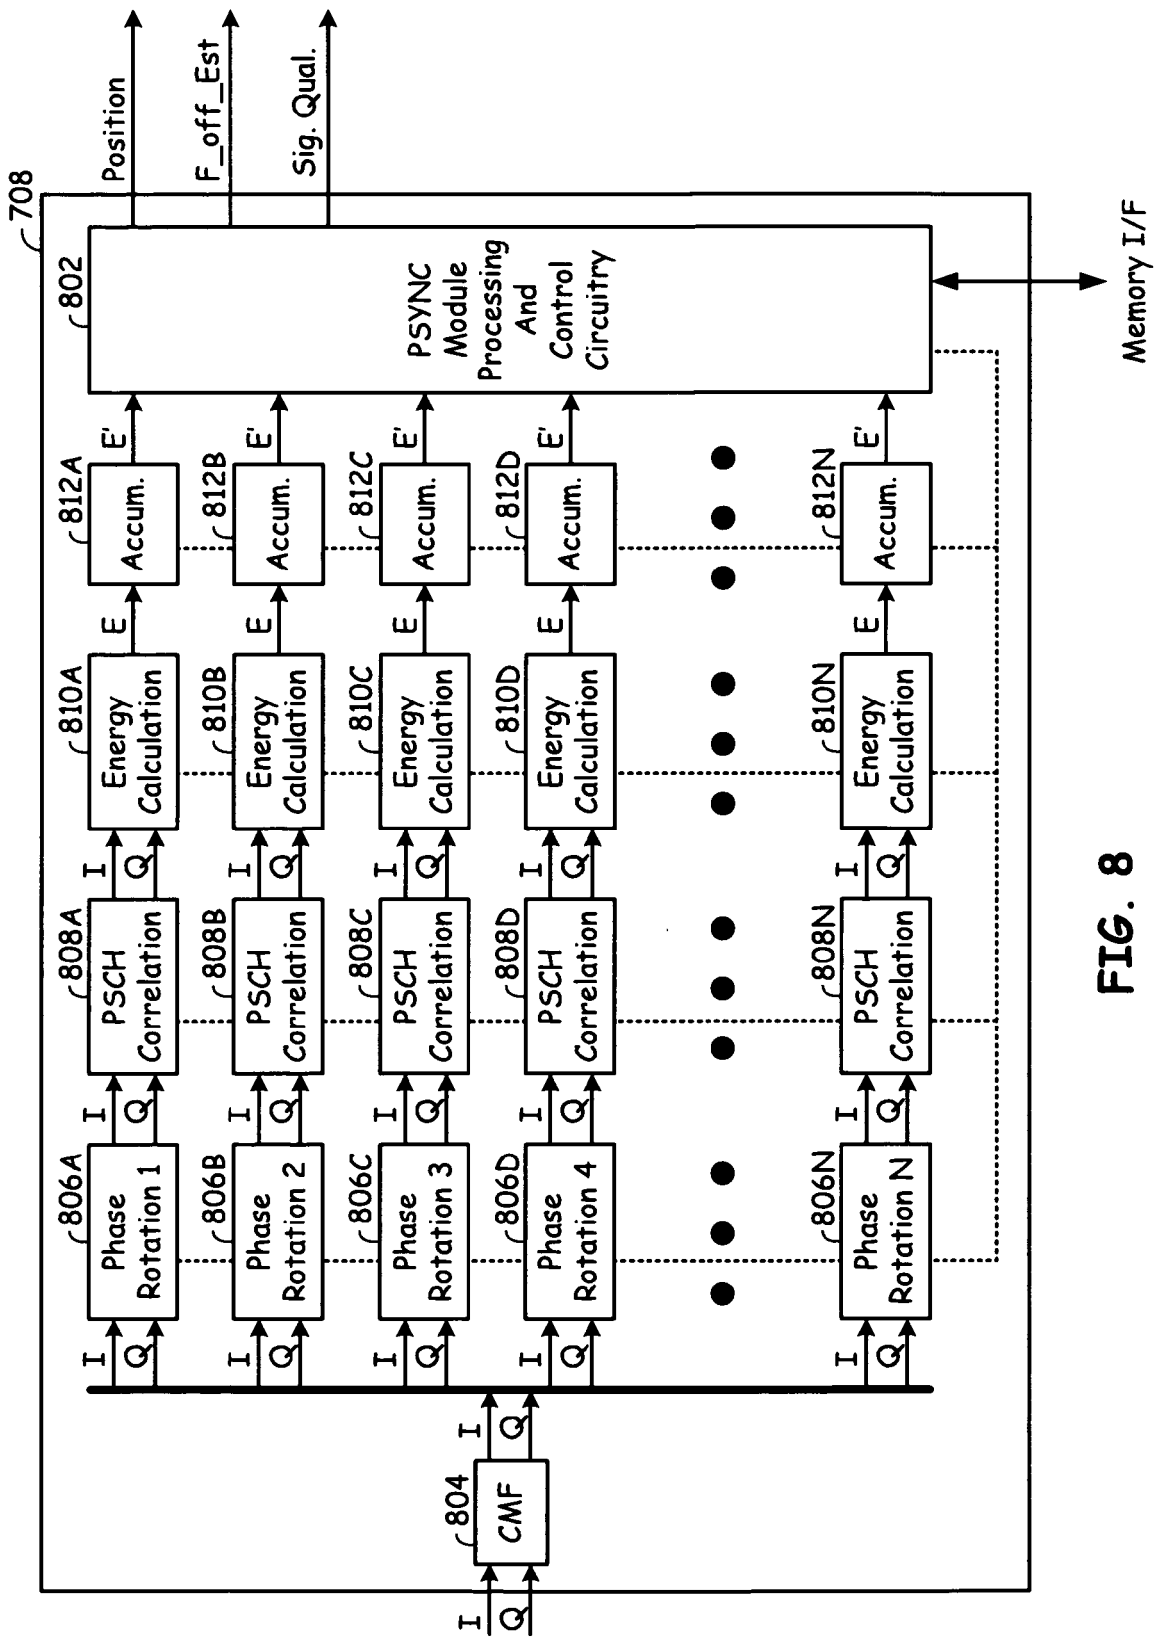 708
802
PSYNC
Module
Processing
And
Control
Circuitry
Position
F_off_Est
Sig. Qual.
Memory I/F
I
Q
804
CMF
I
Q
I
Q
806A
Phase
Rotation 1
I
Q
808A
PSCH
Correlation
I
Q
810A
Energy
Calculation
E
812A
Accum.
E'
I
Q
806B
Phase
Rotation 2
I
Q
808B
PSCH
Correlation
I
Q
810B
Energy
Calculation
E
812B
Accum.
E'
I
Q
806C
Phase
Rotation 3
I
Q
808C
PSCH
Correlation
I
Q
810C
Energy
Calculation
E
812C
Accum.
E'
I
Q
806D
Phase
Rotation 4
I
Q
808D
PSCH
Correlation
I
Q
810D
Energy
Calculation
E
812D
Accum.
E'
I
Q
806N
Phase
Rotation N
I
Q
808N
PSCH
Correlation
I
Q
810N
Energy
Calculation
E
812N
Accum.
E'
FIG. 8